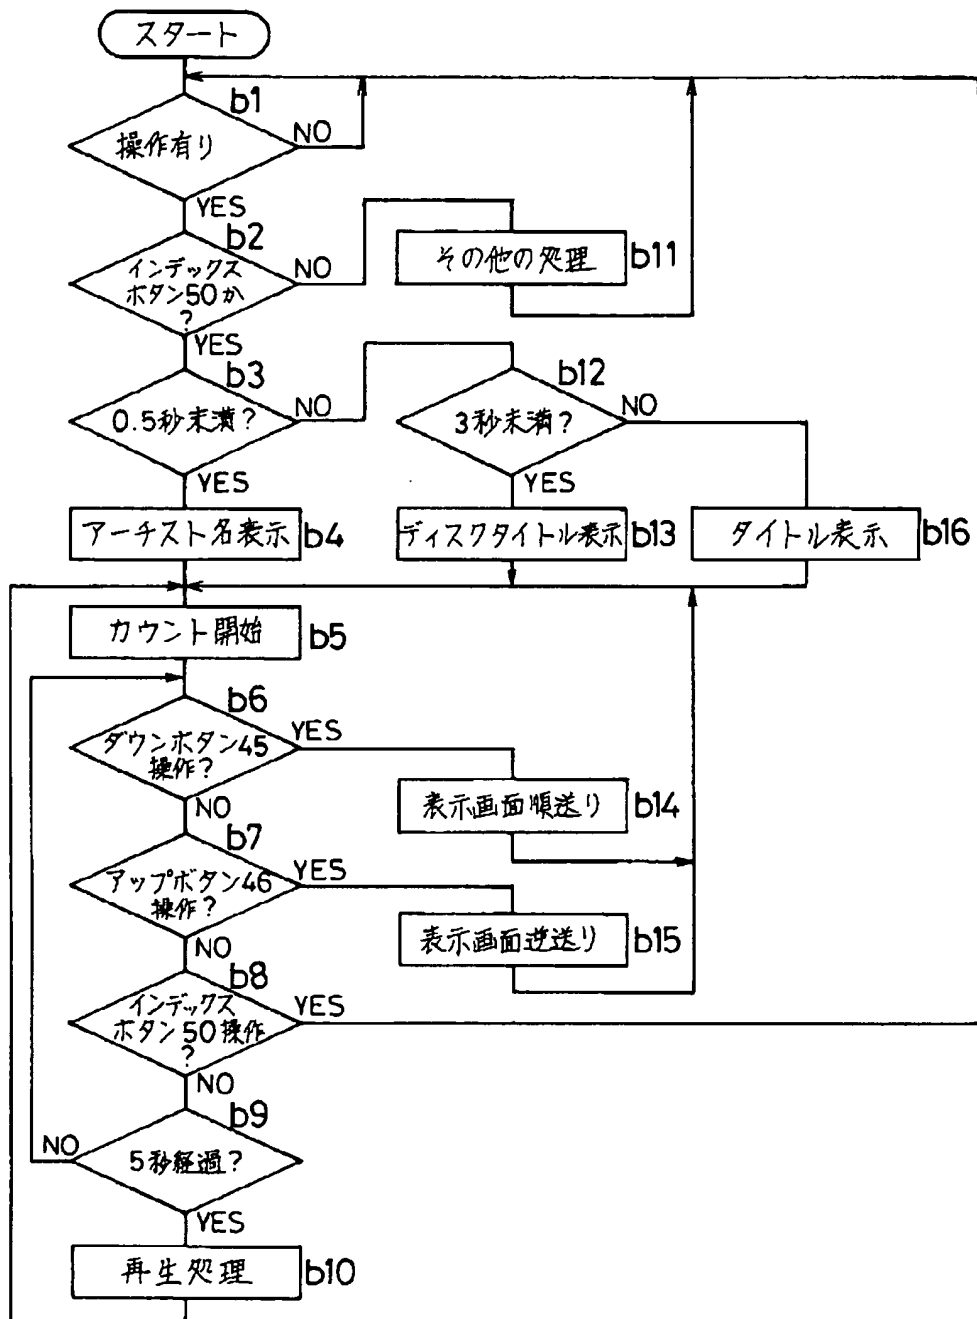 スタート
b1
操作有り
NO
YES
b2
インデックス
ボタン50か
?
NO
YES
その他の処理
b11
b3
0.5秒未満?
NO
YES
b12
3秒未満?
NO
YES
アーチスト名表示
b4
ディスクタイトル表示
b13
タイトル表示
b16
カウント開始
b5
b6
ダウンボタン45
操作?
YES
NO
表示画面順送り
b14
b7
アップボタン46
操作?
YES
NO
表示画面逆送り
b15
b8
インデックス
ボタン50操作
?
YES
NO
b9
5秒経過?
NO
YES
再生処理
b10